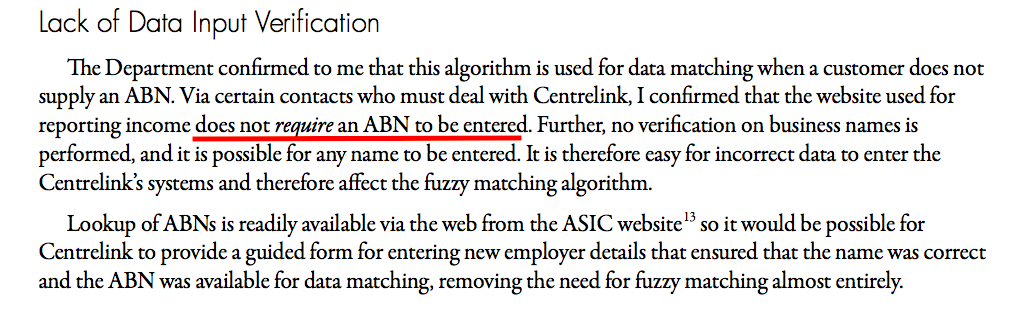 Lack of Data Input Verification
The Department confirmed to me that this algorithm is used for data matching when a customer does not
supply an ABN. Via certain contacts who must deal with Centrelink, I confirmed that the website used for
reporting income does not require an ABN to be entered. Further, no verification on business names is
performed, and it is possible for any name to be entered. It is therefore easy for incorrect data to enter the
Centrelink’s systems and therefore affect the fuzzy matching algorithm.
Lookup of ABNs is readily available via the web from the ASIC website13 so it would be possible for
Centrelink to provide a guided form for entering new employer details that ensured that the name was correct
and the ABN was available for data matching, removing the need for fuzzy matching almost entirely.